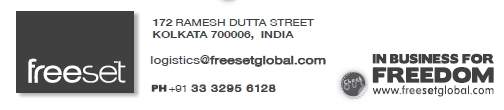 freeset
172 RAMESH DUTTA STREET
KOLKATA 700006, INDIA
logistics@freesetglobal.com
PH +91 33 3295 6128
IN BUSINESS FOR
FREEDOM
www.freesetglobal.com